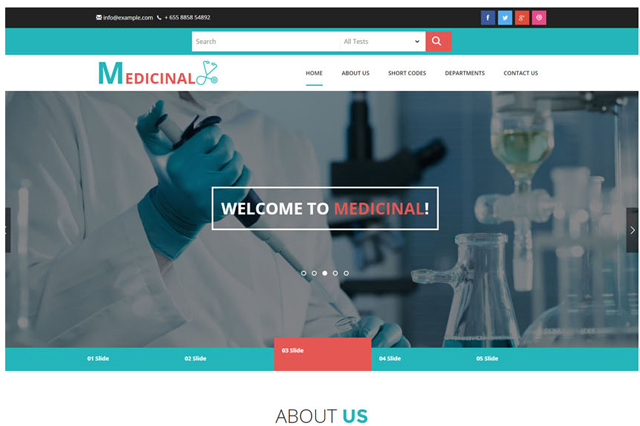 info@example.com + 655 8858 54892
Search All Tests
MEDICINAL
HOME ABOUT US SHORT CODES DEPARTMENTS CONTACT US
WELCOME TO MEDICINAL!
01 Slide 02 Slide 03 Slide 04 Slide 05 Slide
ABOUT US